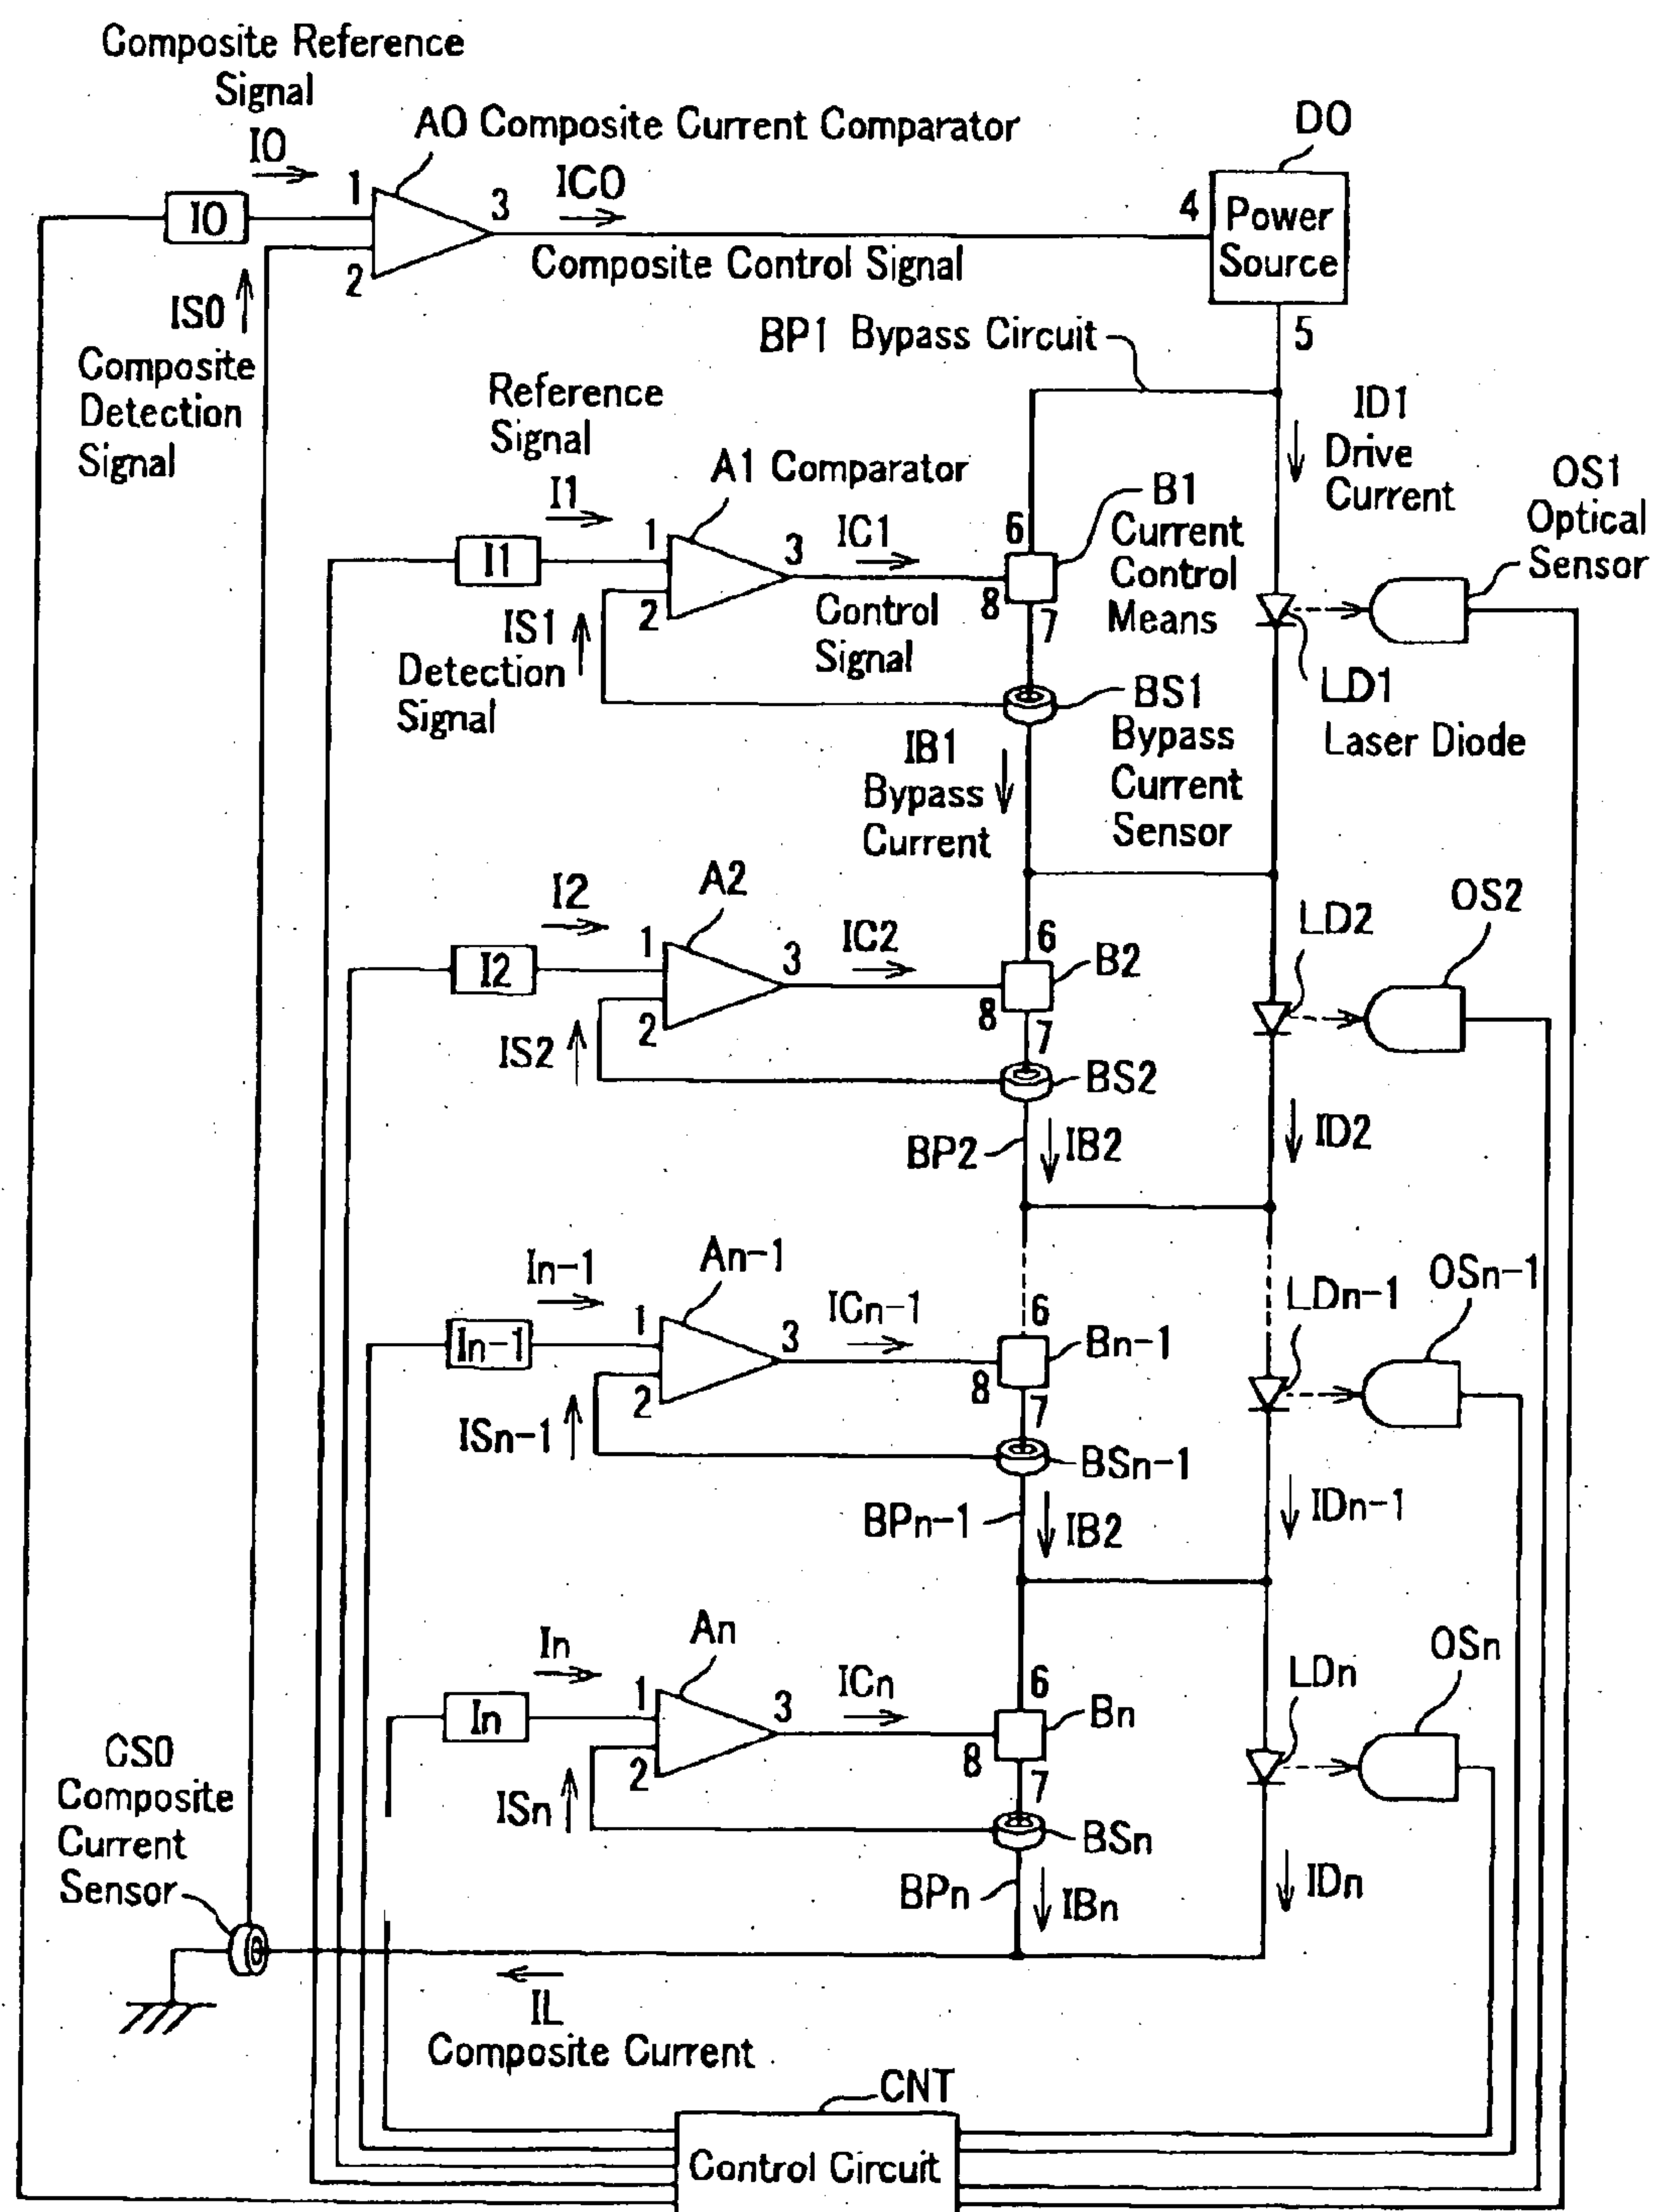 Composite Reference
Signal
I0
A0 Composite Current Comparator
D0
I0
1
2
3
IC0
Composite Control Signal
4
Power
Source
5
IS0
Composite
Detection
Signal
BP1 Bypass Circuit
Reference
Signal
I1
A1 Comparator
ID1
Drive
Current
OS1
Optical
Sensor
I1
1
2
3
IC1
Control
Signal
6
8
7
B1
Current
Control
Means
IS1
Detection
Signal
LD1
Laser Diode
BS1
Bypass
Current
Sensor
IB1
Bypass
Current
I2
A2
I2
1
2
3
IC2
6
8
7
B2
LD2
OS2
IS2
BS2
BP2
IB2
ID2
In-1
An-1
In-1
1
2
3
ICn-1
6
8
7
Bn-1
LDn-1
OSn-1
ISn-1
BSn-1
BPn-1
IB2
IDn-1
In
An
In
1
2
3
ICn
6
8
7
Bn
LDn
OSn
ISn
BSn
BPn
IBn
IDn
CS0
Composite
Current
Sensor
IL
Composite Current
CNT
Control Circuit